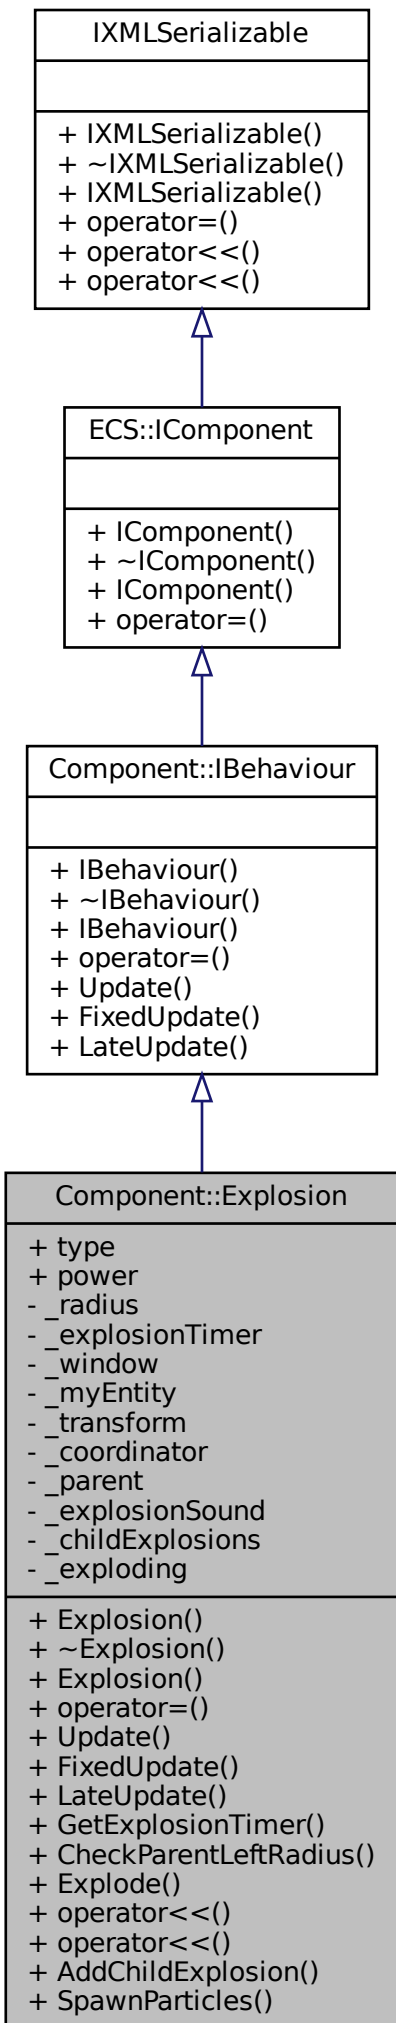 IXMLSerializable
+ IXMLSerializable()
+ ~IXMLSerializable()
+ IXMLSerializable()
+ operator=()
+ operator<<()
+ operator<<()
ECS::IComponent
+ IComponent()
+ ~IComponent()
+ IComponent()
+ operator=()
Component::IBehaviour
+ IBehaviour()
+ ~IBehaviour()
+ IBehaviour()
+ operator=()
+ Update()
+ FixedUpdate()
+ LateUpdate()
Component::Explosion
+ type
+ power
- _radius
- _explosionTimer
- _window
- _myEntity
- _transform
- _coordinator
- _parent
- _explosionSound
- _childExplosions
- _exploding
+ Explosion()
+ ~Explosion()
+ Explosion()
+ operator=()
+ Update()
+ FixedUpdate()
+ LateUpdate()
+ GetExplosionTimer()
+ CheckParentLeftRadius()
+ Explode()
+ operator<<()
+ operator<<()
+ AddChildExplosion()
+ SpawnParticles()